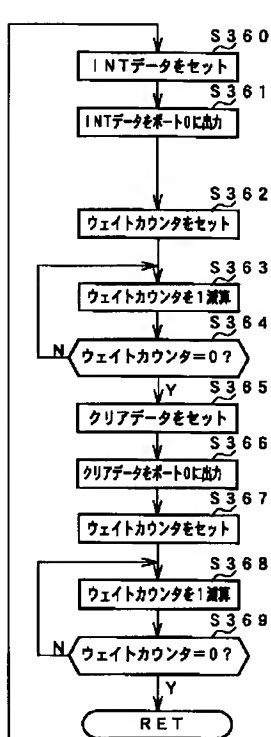 S360
INTデータをセット
S361
INTデータをポート0に出力
S362
ウェイトカウンタをセット
S363
ウェイトカウンタを1減算
S364
ウェイトカウンタ=0?
N
Y
S365
クリアデータをセット
S366
クリアデータをポート0に出力
S367
ウェイトカウンタをセット
S368
ウェイトカウンタを1減算
S369
ウェイトカウンタ=0?
N
Y
RET